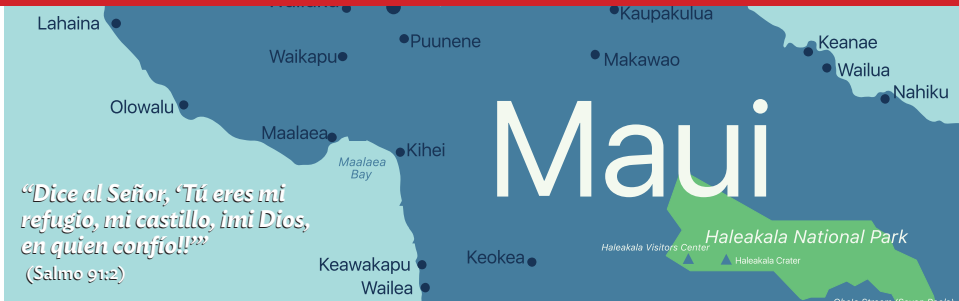 Kaupakulua
Lahaina
Puunene
Keanae
Waikapu
Makawao
Wailua
Nahiku
Olowalu
Maui
Maalaea
Kihei
Maalaea
Bay
“Dice al Señor, ‘Tú eres mi
refugio, mi castillo, ¡mi Dios,
en quien confío!!’”
(Salmo 91:2)
Haleakala National Park
Haleakala Visitors Center
Haleakala Crater
Keokea
Keawakapu
Wailea